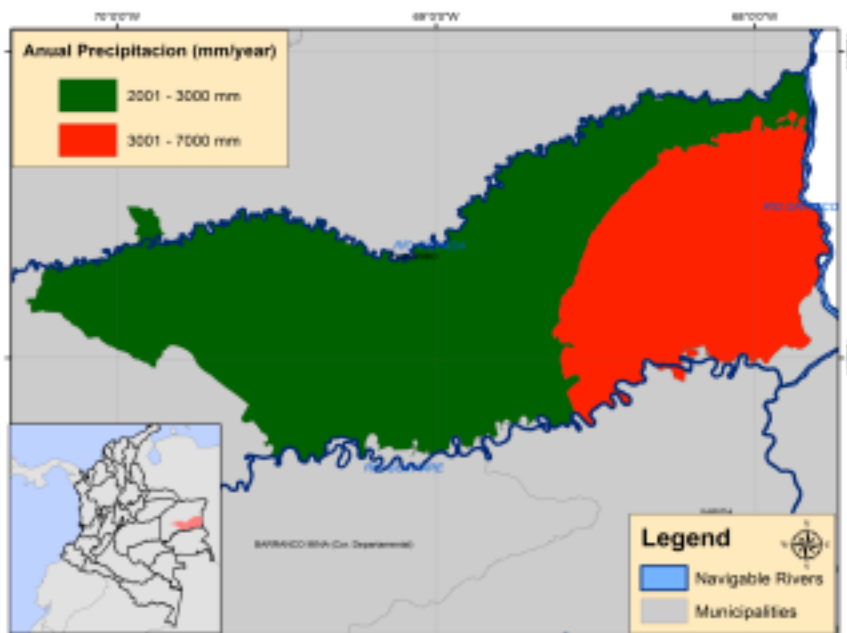 70°0'0"W
69°0'0"W
68°0'0"W
Anual Precipitacion (mm/year)
2001 - 3000 mm
3001 - 7000 mm
BARRANCO MINA (Cor. Departamental)
Legend
Navigable Rivers
Municipalities